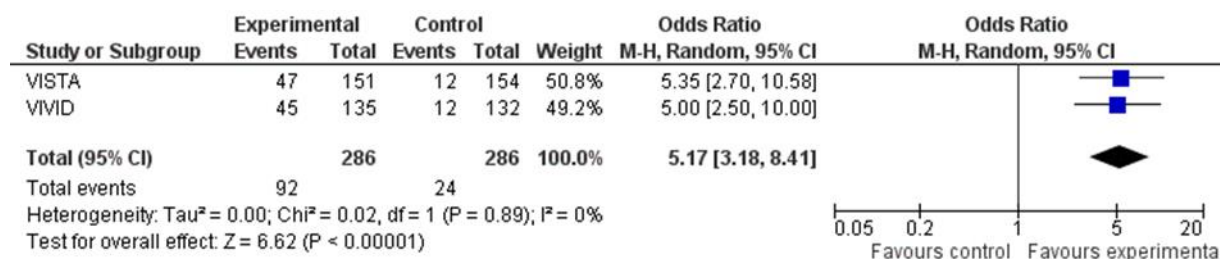 Experimental Control Odds Ratio Odds Ratio
Study or Subgroup Events Total Events Total Weight M-H, Random, 95% CI M-H, Random, 95% CI
VISTA 47 151 12 154 50.8% 5.35 [2.70, 10.58]
VIVID 45 135 12 132 49.2% 5.00 [2.50, 10.00]
Total (95% CI) 286 286 100.0% 5.17 [3.18, 8.41]
Total events 92 24
Heterogeneity: Tau² = 0.00; Chi² = 0.02, df = 1 (P = 0.89); I² = 0%
Test for overall effect: Z = 6.62 (P < 0.00001)
0.05 0.2 1 5 20
Favours control Favours experimenta